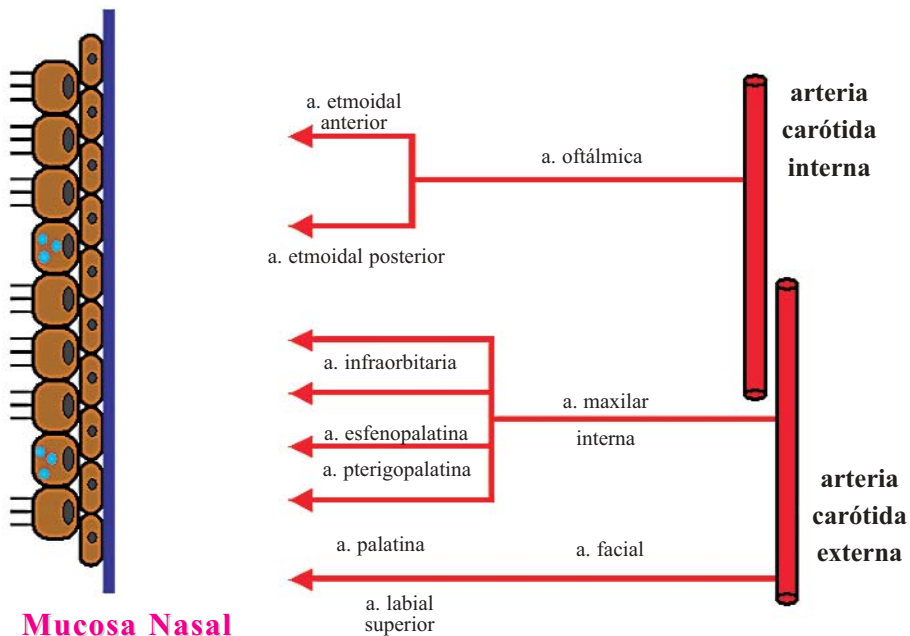 a. etmoidal
anterior
a. oftálmica
arteria
carótida
interna
a. etmoidal posterior
a. infraorbitaria
a. maxilar
interna
a. esfenopalatina
a. pterigopalatina
arteria
carótida
externa
a. palatina
a. facial
a. labial
superior
Mucosa Nasal